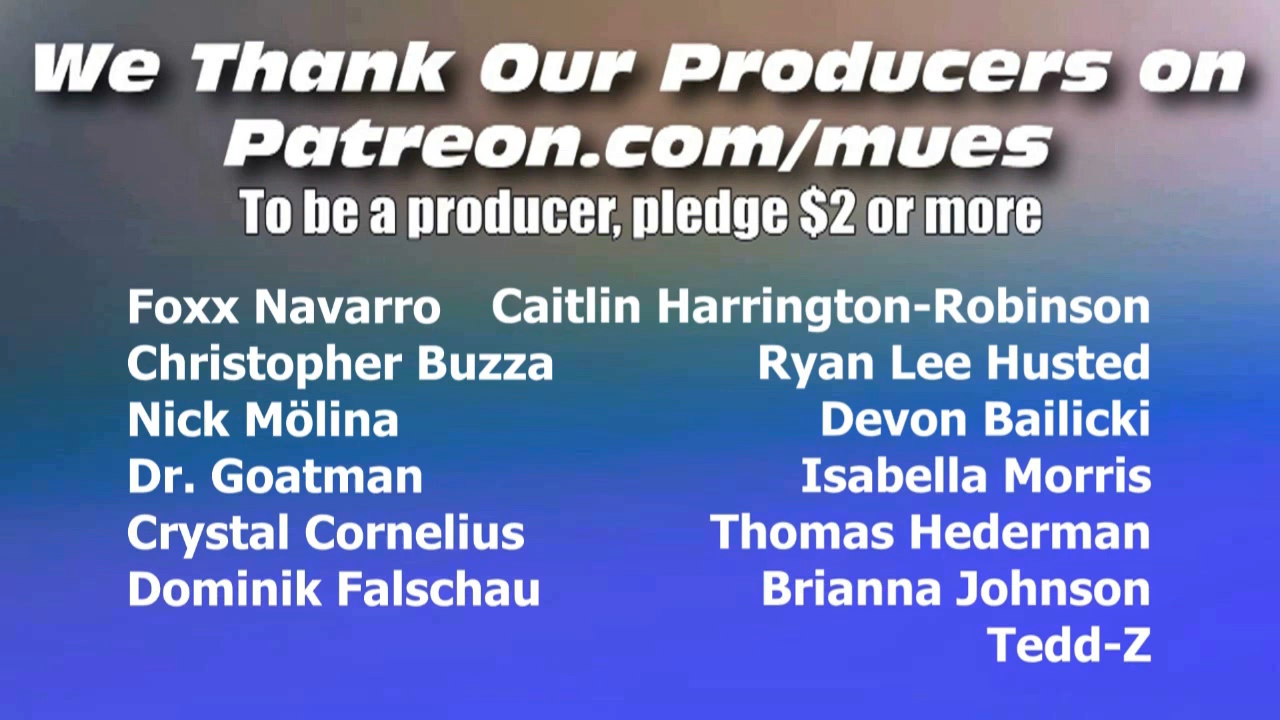 We Thank Our Producers on
Patreon.com/mues
To be a producer, pledge $2 or more
Foxx Navarro Caitlin Harrington-Robinson
Christopher Buzza Ryan Lee Husted
Nick Mölina Devon Bailicki
Dr. Goatman Isabella Morris
Crystal Cornelius Thomas Hederman
Dominik Falschau Brianna Johnson
Tedd-Z